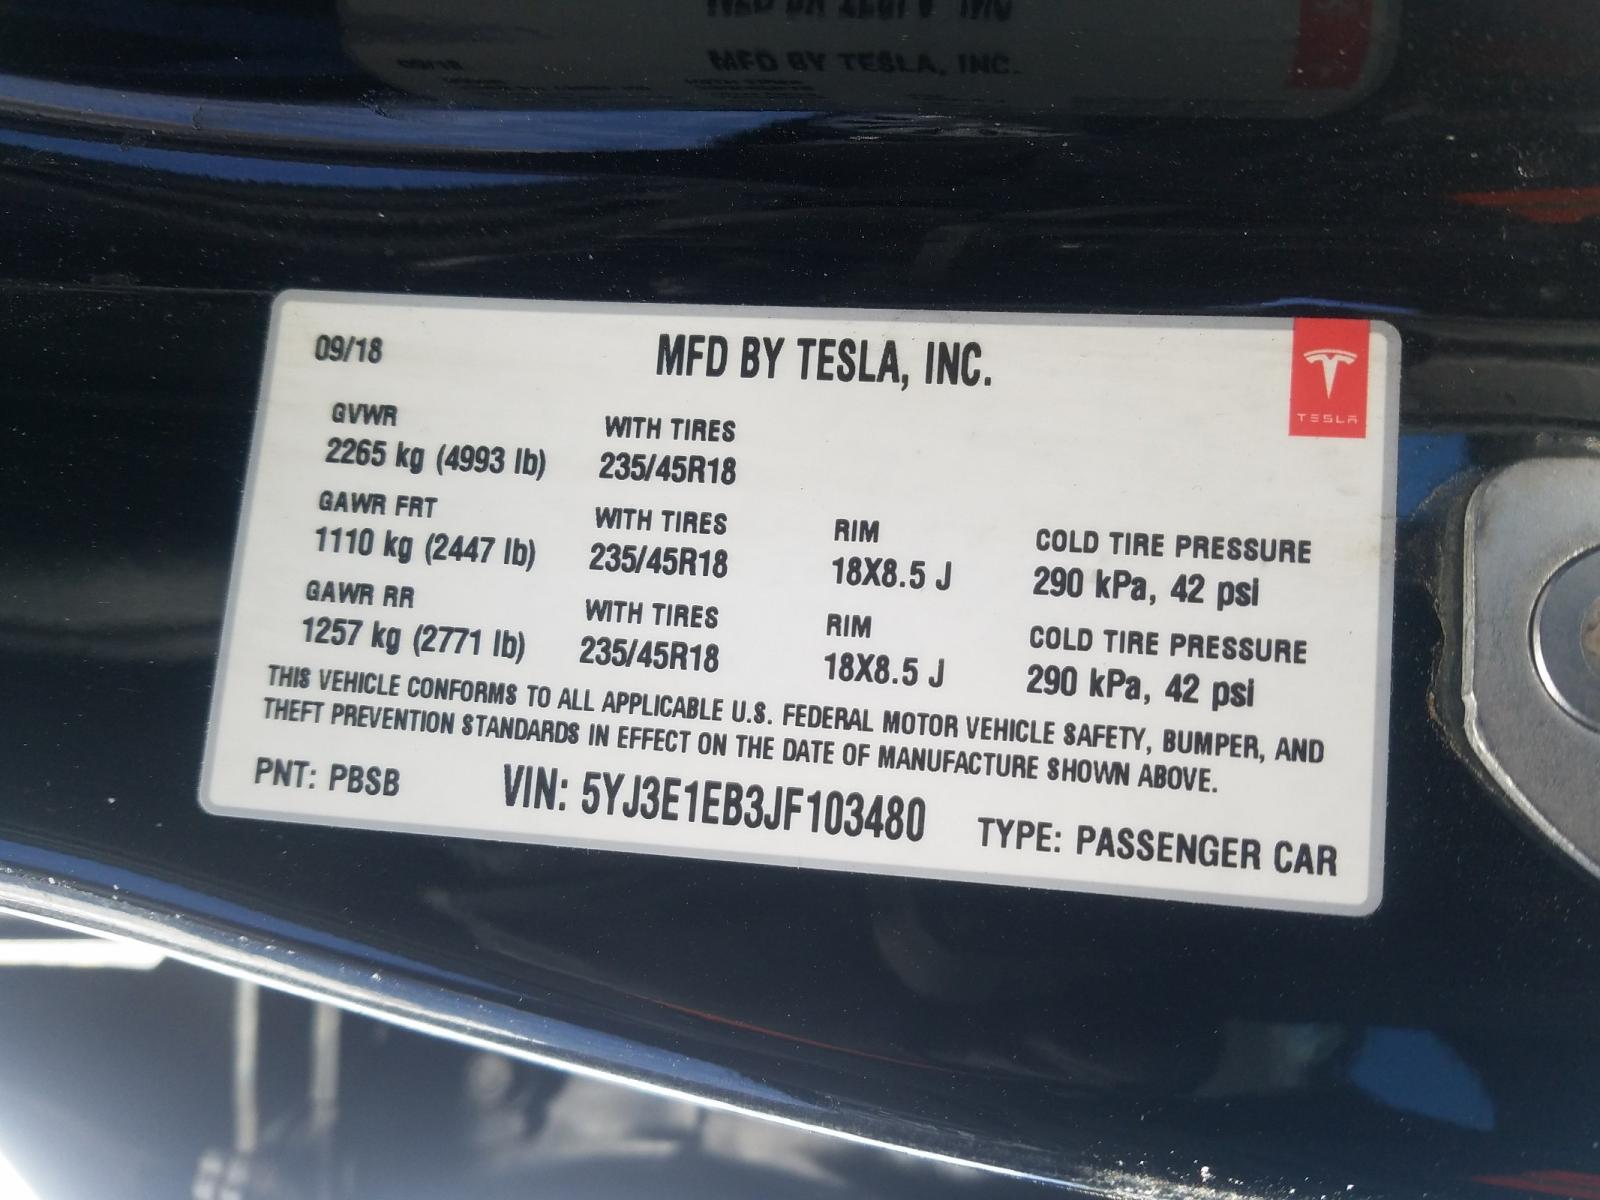 09/18 MFD BY TESLA, INC.
TESLA
GVWR WITH TIRES
2265 kg (4993 lb) 235/45R18
GAWR FRT WITH TIRES RIM COLD TIRE PRESSURE
1110 kg (2447 lb) 235/45R18 18X8.5 J 290 kPa, 42 psi
GAWR RR WITH TIRES RIM COLD TIRE PRESSURE
1257 kg (2771 lb) 235/45R18 18X8.5 J 290 kPa, 42 psi
THIS VEHICLE CONFORMS TO ALL APPLICABLE U.S. FEDERAL MOTOR VEHICLE SAFETY, BUMPER, AND
THEFT PREVENTION STANDARDS IN EFFECT ON THE DATE OF MANUFACTURE SHOWN ABOVE.
PNT: PBSB VIN: 5YJ3E1EB3JF103480 TYPE: PASSENGER CAR